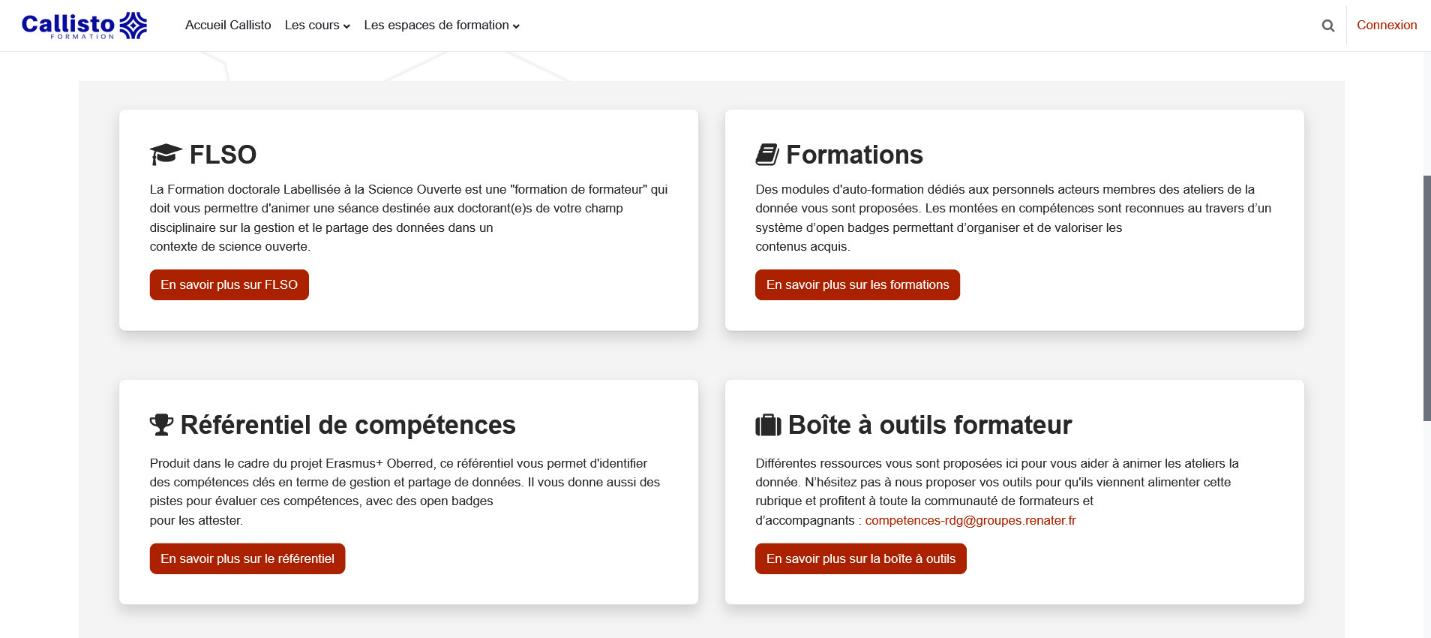 Callisto
FORMATION
Accueil Callisto
Les cours
Les espaces de formation
Connexion
FLSO
La Formation doctorale Labellisée à la Science Ouverte est une "formation de formateur" qui
doit vous permettre d'animer une séance destinée aux doctorant(e)s de votre champ
disciplinaire sur la gestion et le partage des données dans un
contexte de science ouverte.
En savoir plus sur FLSO
Formations
Des modules d'auto-formation dédiés aux personnels acteurs membres des ateliers de la
donnée vous sont proposées. Les montées en compétences sont reconnues au travers d’un
système d’open badges permettant d’organiser et de valoriser les
contenus acquis.
En savoir plus sur les formations
Référentiel de compétences
Produit dans le cadre du projet Erasmus+ Oberred, ce référentiel vous permet d'identifier
des compétences clés en terme de gestion et partage de données. Il vous donne aussi des
pistes pour évaluer ces compétences, avec des open badges
pour les attester.
En savoir plus sur le référentiel
Boîte à outils formateur
Différentes ressources vous sont proposées ici pour vous aider à animer les ateliers la
donnée. N’hésitez pas à nous proposer vos outils pour qu'ils viennent alimenter cette
rubrique et profitent à toute la communauté de formateurs et
d’accompagnants : competences-rdg@groupes.renater.fr
En savoir plus sur la boîte à outils